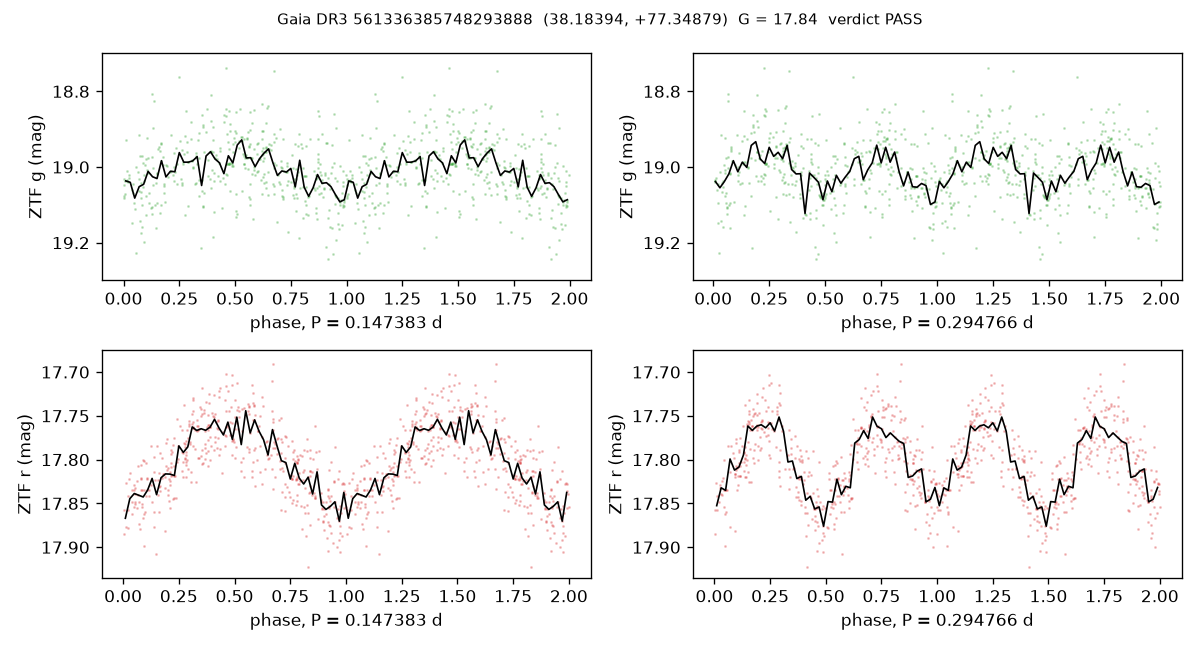 Gaia DR3 561336385748293888 (38.18394, +77.34879) G = 17.84 verdict PASS
ZTF g (mag)
18.8
19.0
19.2
0.00 0.25 0.50 0.75 1.00 1.25 1.50 1.75 2.00
phase, P = 0.147383 d
ZTF g (mag)
18.8
19.0
19.2
0.00 0.25 0.50 0.75 1.00 1.25 1.50 1.75 2.00
phase, P = 0.294766 d
ZTF r (mag)
17.70
17.75
17.80
17.85
17.90
0.00 0.25 0.50 0.75 1.00 1.25 1.50 1.75 2.00
phase, P = 0.147383 d
ZTF r (mag)
17.70
17.75
17.80
17.85
17.90
0.00 0.25 0.50 0.75 1.00 1.25 1.50 1.75 2.00
phase, P = 0.294766 d